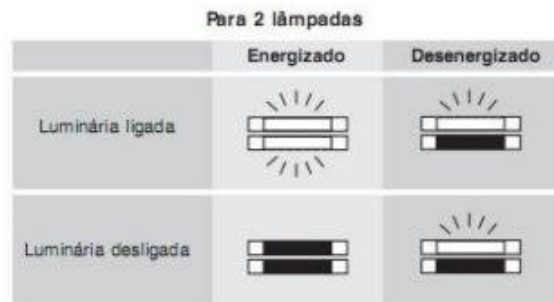 Para 2 lâmpadas
Energizado Desenergizado
Luminária ligada
Luminária desligada